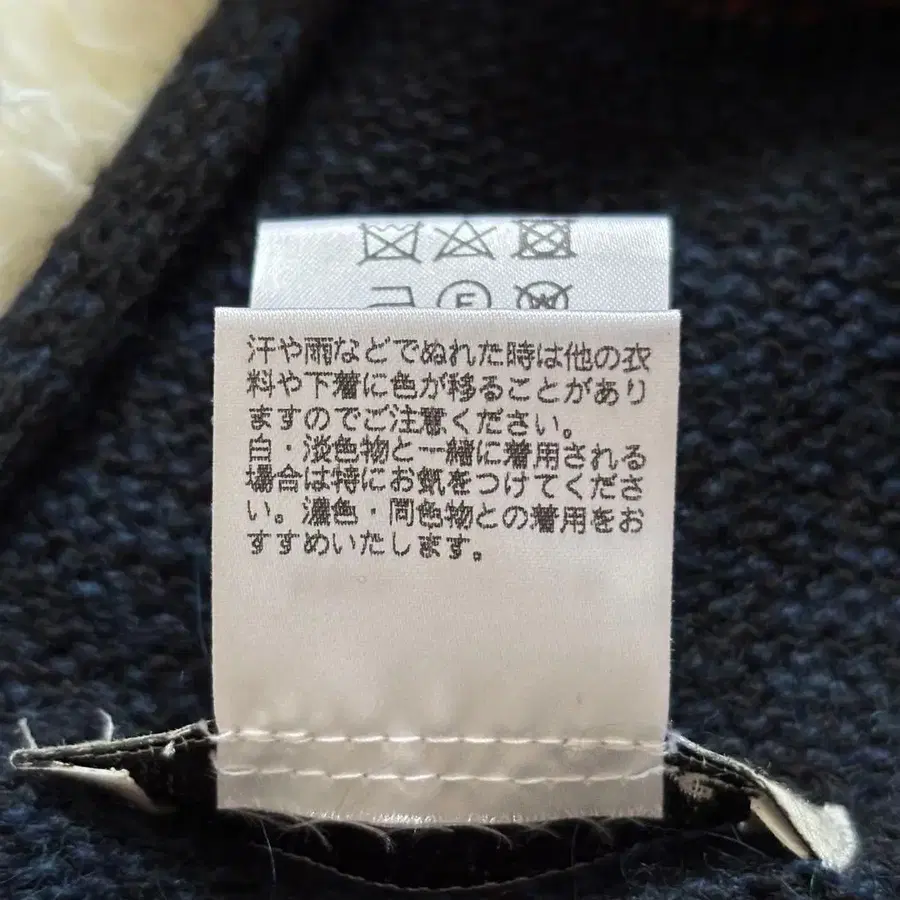 汗や雨などでぬれた時は他の衣
料や下着に色が移ることがあり
ますのでご注意ください。
白・淡色物と一緒に着用される
場合は特にお気をつけてくださ
い。濃色・同色物との着用をお
すすめいたします。